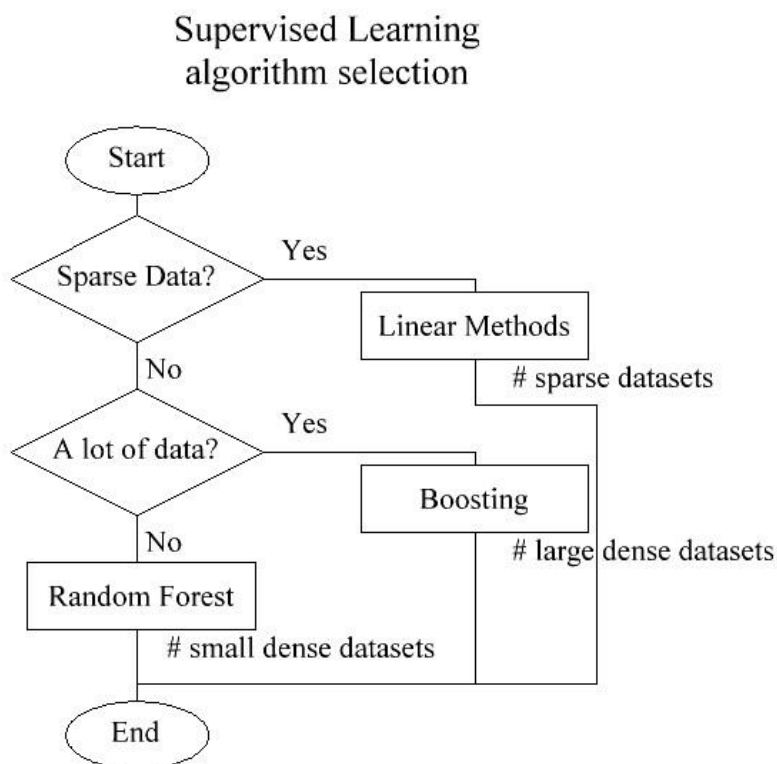 Supervised Learning
algorithm selection
Start
Sparse Data?
Yes
Linear Methods
# sparse datasets
No
A lot of data?
Yes
Boosting
# large dense datasets
No
Random Forest
# small dense datasets
End